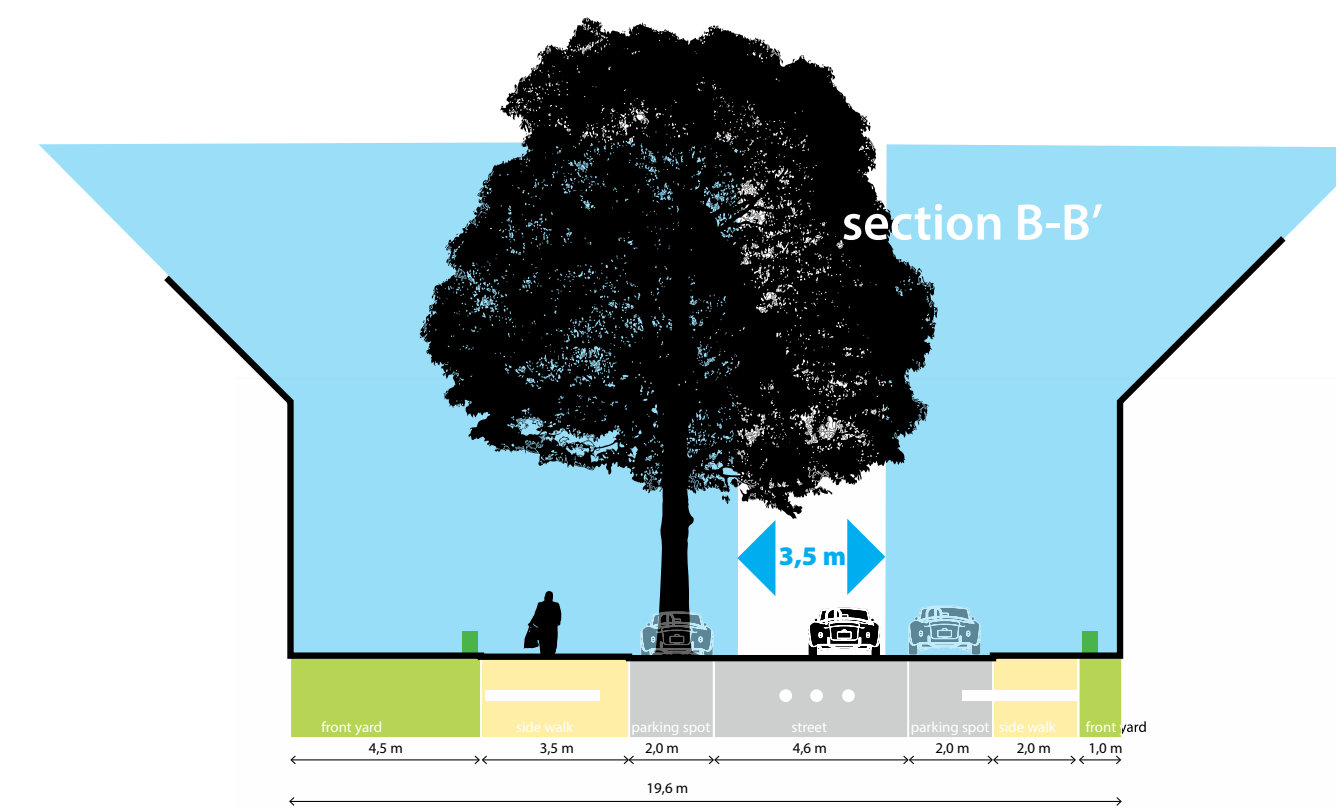 section B-B’
3,5 m
front yard
side walk
parking spot
street
parking spot
side walk
front yard
4,5 m
3,5 m
2,0 m
4,6 m
2,0 m
2,0 m
1,0 m
19,6 m